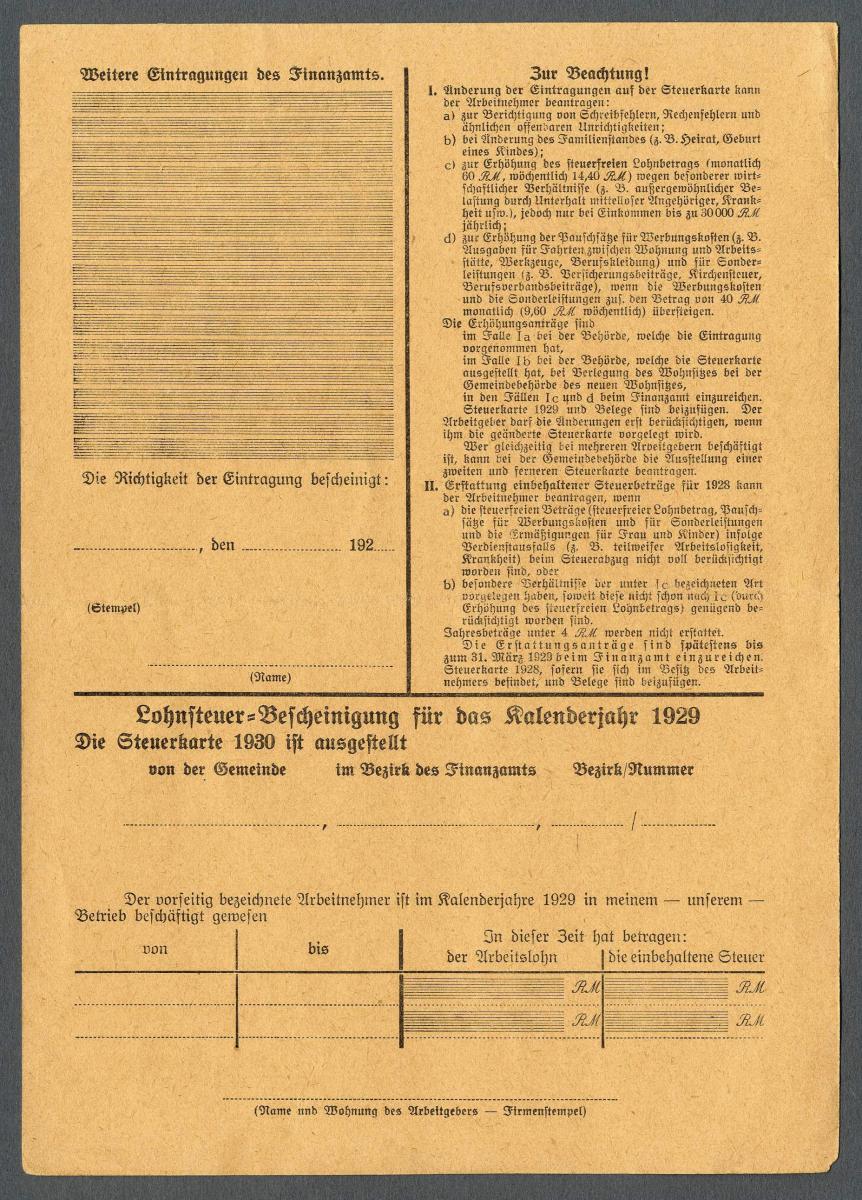 Weitere Eintragungen des Finanzamts.
Die Richtigkeit der Eintragung bescheinigt:
, den 192
(Stempel)
(Name)
Zur Beachtung!
I. Änderung der Eintragungen auf der Steuerkarte kann
der Arbeitnehmer beantragen:
a) zur Berichtigung von Schreibfehlern, Rechenfehlern und
ähnlichen offenbaren Unrichtigkeiten;
b) bei Änderung des Familienstandes (z. B. Heirat, Geburt
eines Kindes);
c) zur Erhöhung des steuerfreien Lohnbetrags (monatlich
60 RM, wöchentlich 14,40 RM) wegen besonderer wirt-
schaftlicher Verhältnisse (z. B. außergewöhnlicher Be-
lastung durch Unterhalt mittelloser Angehöriger, Krank-
heit usw.), jedoch nur bei Einkommen bis zu 30000 RM
jährlich;
d) zur Erhöhung der Pauschsätze für Werbungskosten (z. B.
Ausgaben für Fahrten zwischen Wohnung und Arbeits-
stätte, Werkzeuge, Berufskleidung) und für Sonder-
leistungen (z. B. Versicherungsbeiträge, Kirchensteuer,
Berufsverbandsbeiträge), wenn die Werbungskosten
und die Sonderleistungen zus. den Betrag von 40 RM
monatlich (9,60 RM wöchentlich) übersteigen.
Die Erhöhungsanträge sind
im Falle Ia bei der Behörde, welche die Eintragung
vorgenommen hat,
im Falle Ib bei der Behörde, welche die Steuerkarte
ausgestellt hat, bei Verlegung des Wohnsitzes bei der
Gemeindebehörde des neuen Wohnsitzes,
in den Fällen Ic und d beim Finanzamt einzureichen.
Steuerkarte 1929 und Belege sind beizufügen. Der
Arbeitgeber darf die Änderungen erst berücksichtigen, wenn
ihm die geänderte Steuerkarte vorgelegt wird.
Wer gleichzeitig bei mehreren Arbeitgebern beschäftigt
ist, kann bei der Gemeindebehörde die Ausstellung einer
zweiten und ferneren Steuerkarte beantragen.
II. Erstattung einbehaltener Steuerbeträge für 1928 kann
der Arbeitnehmer beantragen, wenn
a) die steuerfreien Beträge (steuerfreier Lohnbetrag, Pausch-
sätze für Werbungskosten und für Sonderleistungen
und die Ermäßigungen für Frau und Kinder) infolge
Verdienstausfalls (z. B. teilweiser Arbeitslosigkeit,
Krankheit) beim Steuerabzug nicht voll berücksichtigt
worden sind, oder
b) besondere Verhältnisse der unter Ic bezeichneten Art
vorgelegen haben, soweit diese nicht schon nach Ic (durch
Erhöhung des steuerfreien Lohnbetrags) genügend be-
rücksichtigt worden sind.
Jahresbeträge unter 4 RM werden nicht erstattet.
Die Erstattungsanträge sind spätestens bis
zum 31. März 1929 beim Finanzamt einzureichen.
Steuerkarte 1928, sofern sie sich im Besitz des Arbeit-
nehmers befindet, und Belege sind beizufügen.
Lohnsteuer-Bescheinigung für das Kalenderjahr 1929
Die Steuerkarte 1930 ist ausgestellt
von der Gemeinde im Bezirk des Finanzamts Bezirk/Nummer
, , /
Der vorseitig bezeichnete Arbeitnehmer ist im Kalenderjahre 1929 in meinem — unserem —
Betrieb beschäftigt gewesen
von bis In dieser Zeit hat betragen:
der Arbeitslohn die einbehaltene Steuer
RM RM
RM RM
(Name und Wohnung des Arbeitgebers — Firmenstempel)